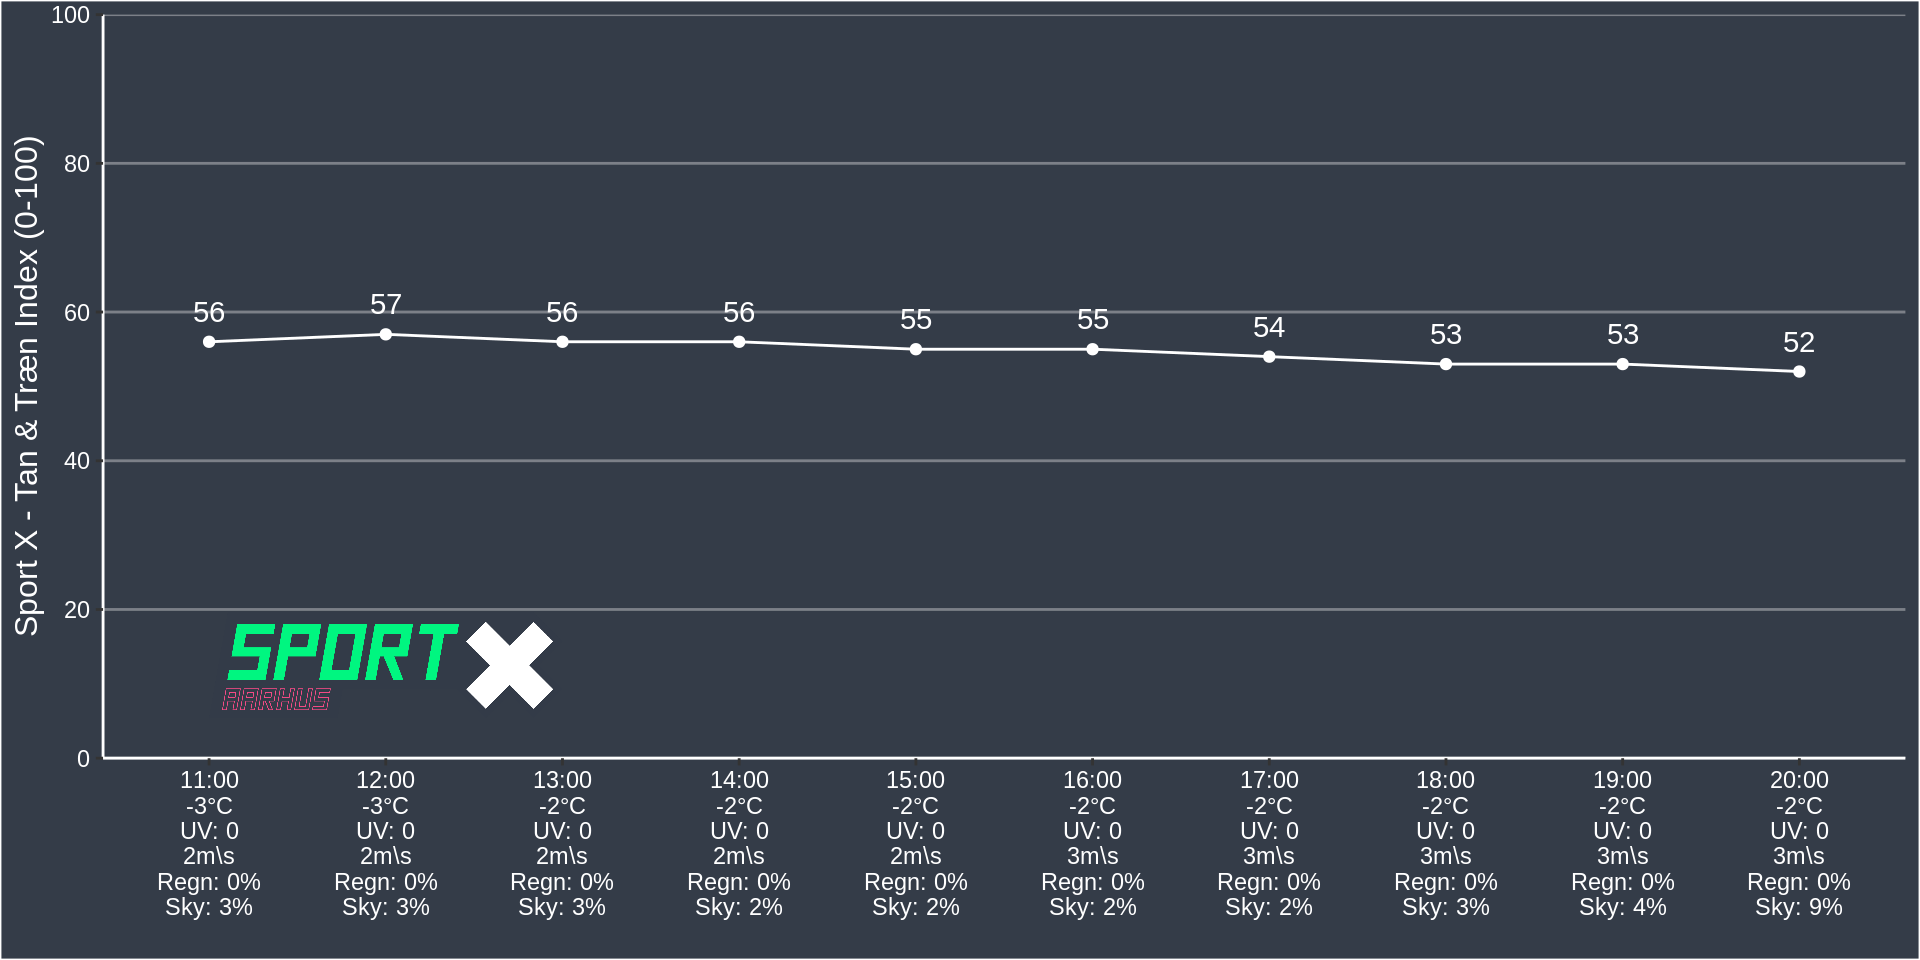 Sport X - Tan & Træn Index (0-100)
100
80
60
40
20
0
56 57 56 56 55 55 54 53 53 52
SPORT X
AARHUS
11:00 12:00 13:00 14:00 15:00 16:00 17:00 18:00 19:00 20:00
-3°C -3°C -2°C -2°C -2°C -2°C -2°C -2°C -2°C -2°C
UV: 0 UV: 0 UV: 0 UV: 0 UV: 0 UV: 0 UV: 0 UV: 0 UV: 0 UV: 0
2m\s 2m\s 2m\s 2m\s 2m\s 3m\s 3m\s 3m\s 3m\s 3m\s
Regn: 0% Regn: 0% Regn: 0% Regn: 0% Regn: 0% Regn: 0% Regn: 0% Regn: 0% Regn: 0% Regn: 0%
Sky: 3% Sky: 3% Sky: 3% Sky: 2% Sky: 2% Sky: 2% Sky: 2% Sky: 3% Sky: 4% Sky: 9%